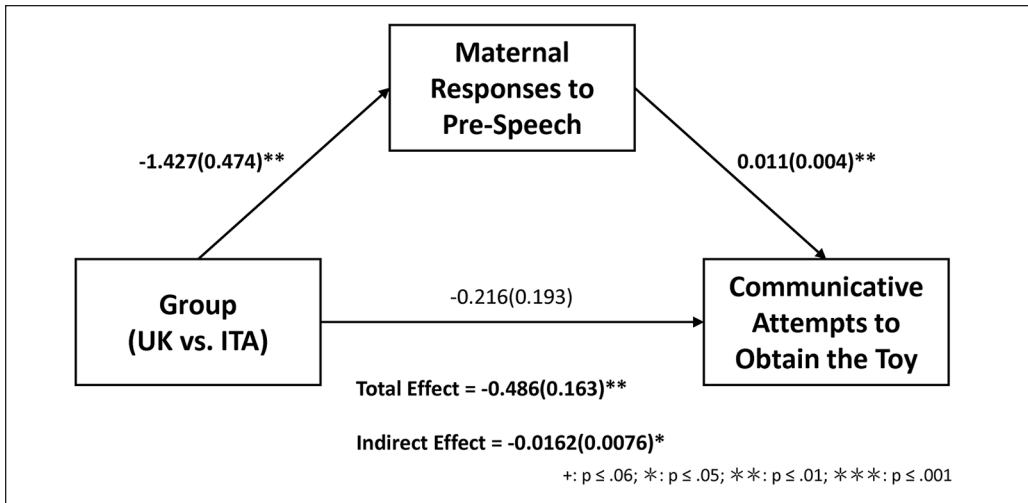 Maternal
Responses to
Pre-Speech
-1.427(0.474)**
0.011(0.004)**
Group
(UK vs. ITA)
-0.216(0.193)
Communicative
Attempts to
Obtain the Toy
Total Effect = -0.486(0.163)**
Indirect Effect = -0.0162(0.0076)*
+: p ≤ .06; ＊: p ≤ .05; ＊＊: p ≤ .01; ＊＊＊: p ≤ .001